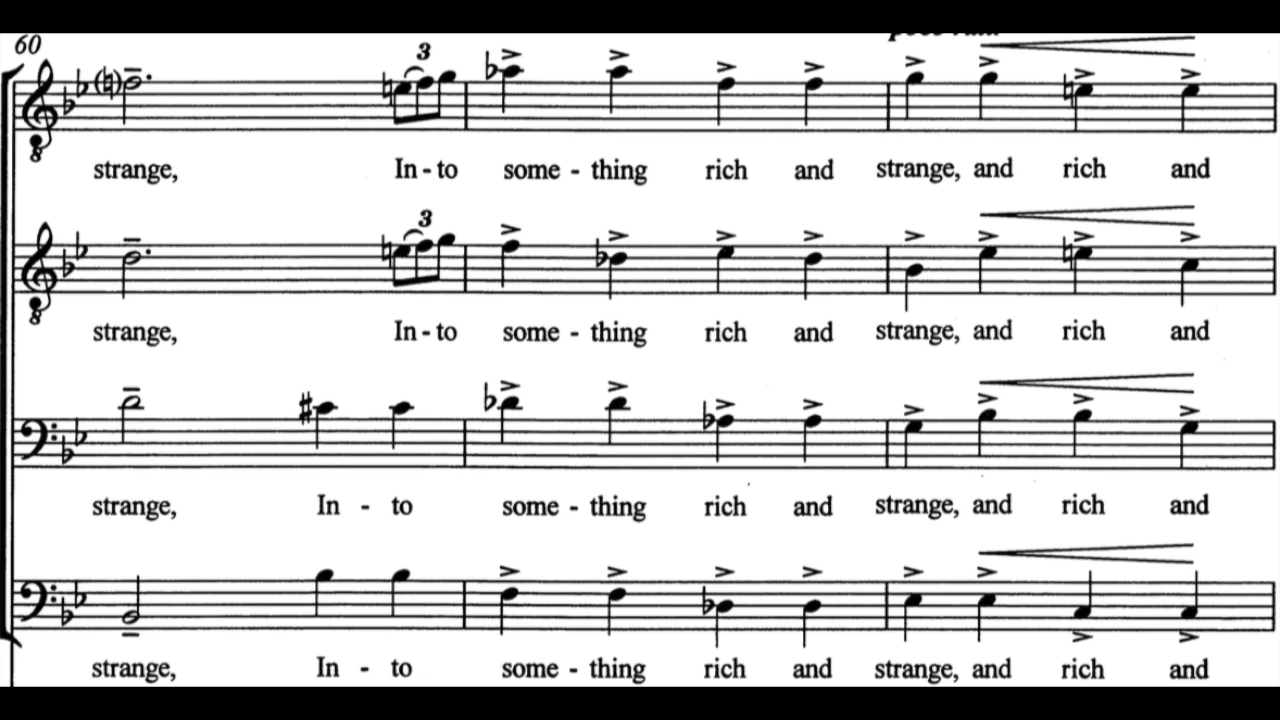 60
3
strange, In - to some - thing rich and strange, and rich and
3
strange, In - to some - thing rich and strange, and rich and
strange, In - to some - thing rich and strange, and rich and
strange, In - to some - thing rich and strange, and rich and